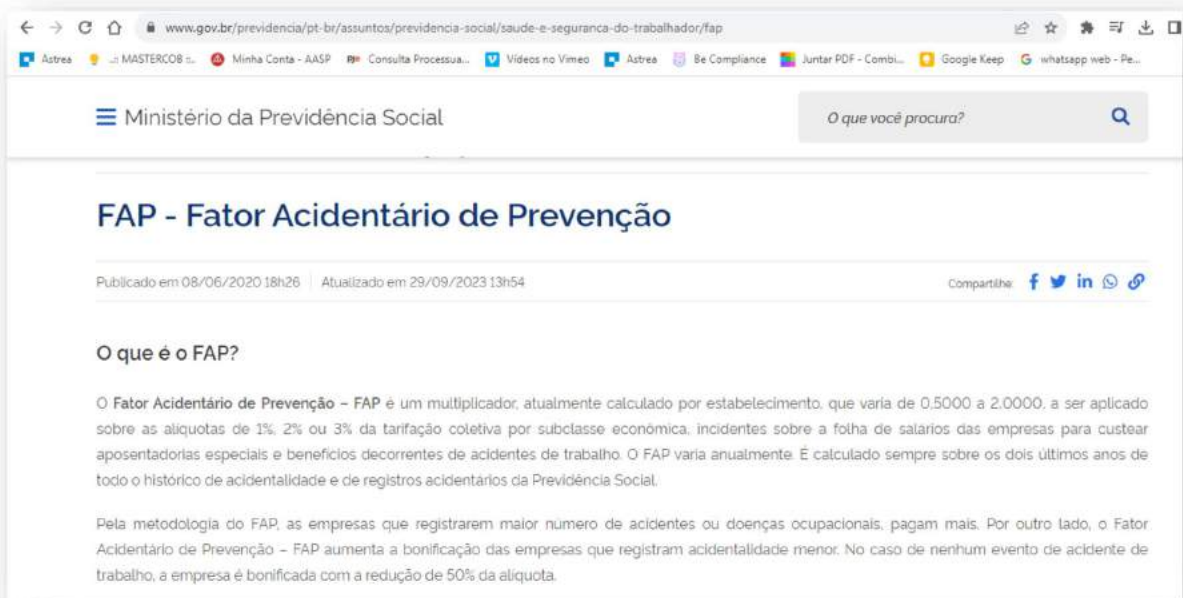 www.gov.br/previdencia/pt-br/assuntos/previdencia-social/saude-e-seguranca-do-trabalhador/fap
Astrea ..:: MASTERCOB ::.. Minha Conta - AASP Consulta Processua... Vídeos no Vimeo Astrea Be Compliance Juntar PDF - Combi... Google Keep whatsapp web - Pe...
Ministério da Previdência Social O que você procura?
FAP - Fator Acidentário de Prevenção
Publicado em 08/06/2020 18h26 Atualizado em 29/09/2023 13h54 Compartilhe:
O que é o FAP?
O Fator Acidentário de Prevenção – FAP é um multiplicador, atualmente calculado por estabelecimento, que varia de 0,5000 a 2,0000, a ser aplicado
sobre as alíquotas de 1%, 2% ou 3% da tarifação coletiva por subclasse econômica, incidentes sobre a folha de salários das empresas para custear
aposentadorias especiais e benefícios decorrentes de acidentes de trabalho. O FAP varia anualmente. É calculado sempre sobre os dois últimos anos de
todo o histórico de acidentalidade e de registros acidentários da Previdência Social.
Pela metodologia do FAP, as empresas que registrarem maior número de acidentes ou doenças ocupacionais, pagam mais. Por outro lado, o Fator
Acidentário de Prevenção – FAP aumenta a bonificação das empresas que registram acidentalidade menor. No caso de nenhum evento de acidente de
trabalho, a empresa é bonificada com a redução de 50% da alíquota.